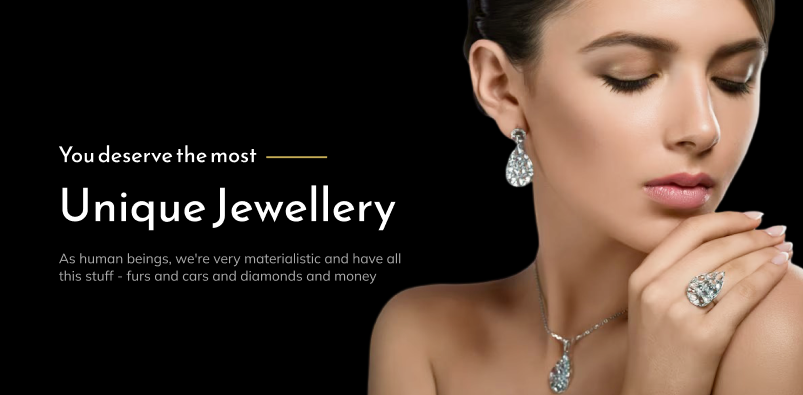 You deserve the most
Unique Jewellery
As human beings, we're very materialistic and have all
this stuff - furs and cars and diamonds and money